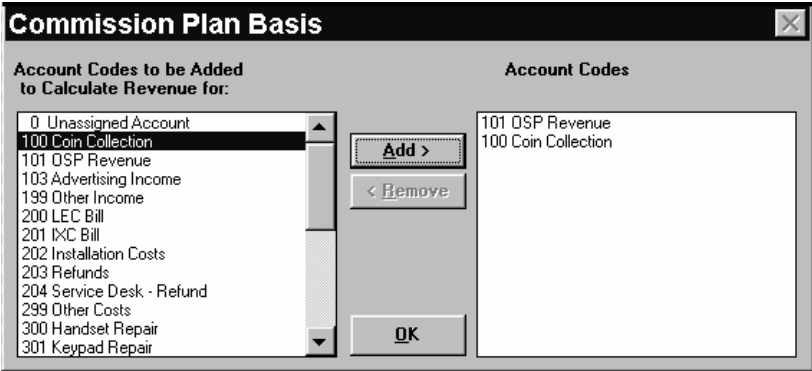 Commission Plan Basis
Account Codes to be Added
to Calculate Revenue for:
0 Unassigned Account
100 Coin Collection
101 OSP Revenue
103 Advertising Income
199 Other Income
200 LEC Bill
201 IXC Bill
202 Installation Costs
203 Refunds
204 Service Desk - Refund
299 Other Costs
300 Handset Repair
301 Keypad Repair
Add >
< Remove
OK
Account Codes
101 OSP Revenue
100 Coin Collection